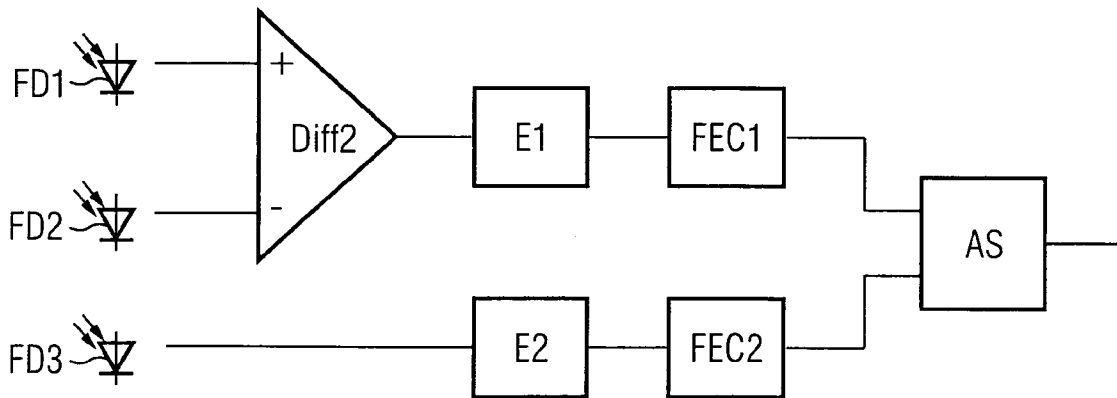 FD1
+
Diff2
-
FD2
E1
FEC1
AS
FD3
E2
FEC2